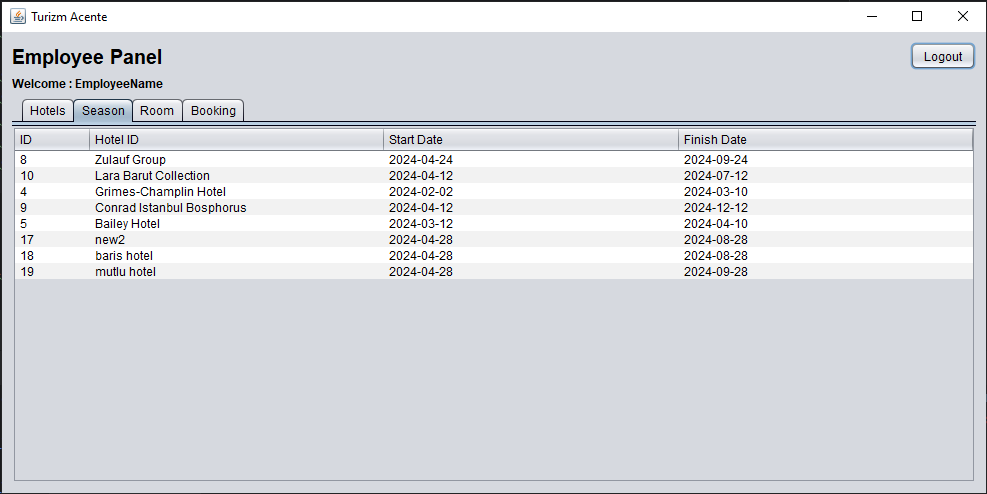 Turizm Acente
Employee Panel
Logout
Welcome : EmployeeName
Hotels Season Room Booking
ID Hotel ID Start Date Finish Date
8 Zulauf Group 2024-04-24 2024-09-24
10 Lara Barut Collection 2024-04-12 2024-07-12
4 Grimes-Champlin Hotel 2024-02-02 2024-03-10
9 Conrad Istanbul Bosphorus 2024-04-12 2024-12-12
5 Bailey Hotel 2024-03-12 2024-04-10
17 new2 2024-04-28 2024-08-28
18 baris hotel 2024-04-28 2024-08-28
19 mutlu hotel 2024-04-28 2024-09-28